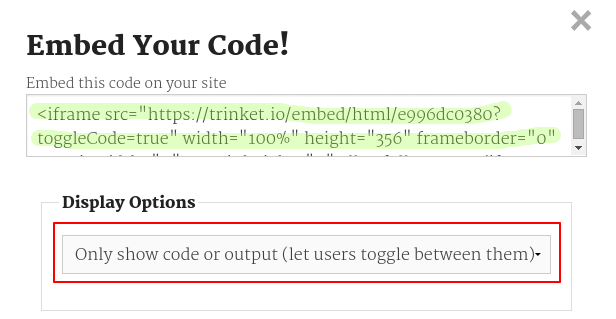 Embed Your Code!
Embed this code on your site
<iframe src="https://trinket.io/embed/html/e996dc0380?
toggleCode=true" width="100%" height="356" frameborder="0"
Display Options
Only show code or output (let users toggle between them)